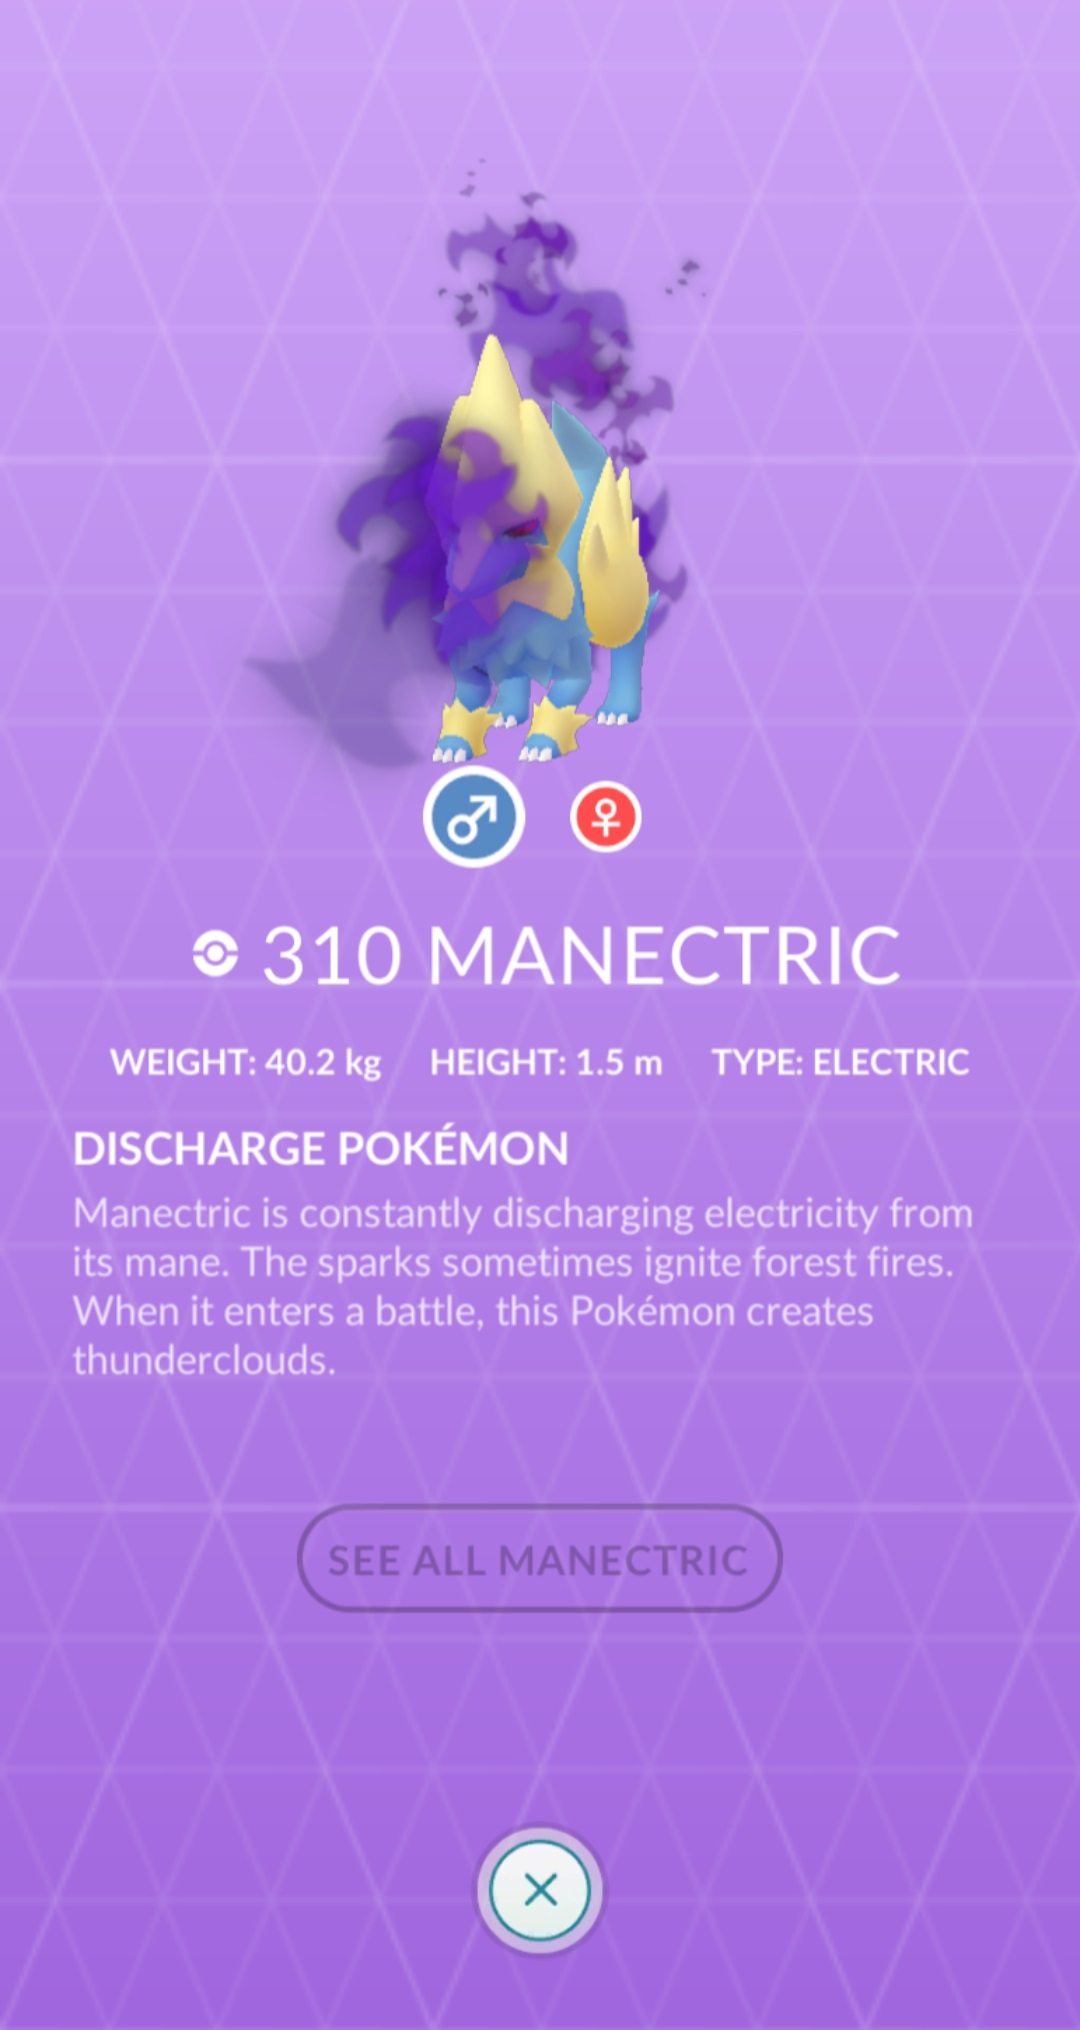 310 MANECTRIC
WEIGHT: 40.2 kg HEIGHT: 1.5 m TYPE: ELECTRIC
DISCHARGE POKÉMON
Manectric is constantly discharging electricity from
its mane. The sparks sometimes ignite forest fires.
When it enters a battle, this Pokémon creates
thunderclouds.
SEE ALL MANECTRIC